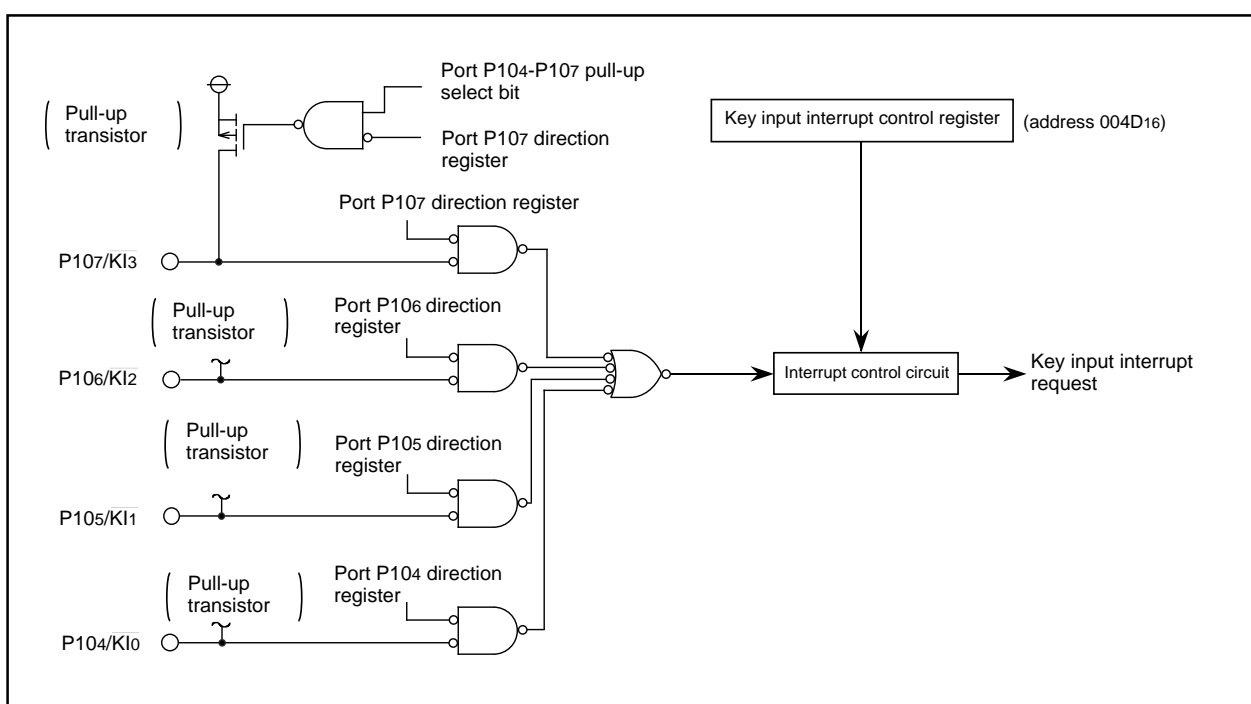 Port P104-P107 pull-up
select bit
Pull-up
transistor
Key input interrupt control register
(address 004D16)
Port P107 direction
register
Port P107 direction register
P107/KI3
Pull-up
transistor
Port P106 direction
register
P106/KI2
Interrupt control circuit
Key input interrupt
request
Pull-up
transistor
Port P105 direction
register
P105/KI1
Pull-up
transistor
Port P104 direction
register
P104/KI0